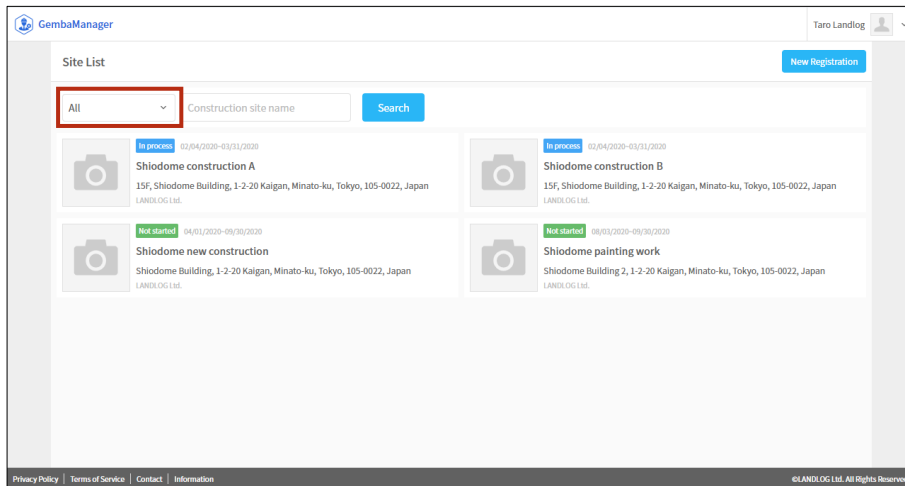 GembaManager
Taro Landlog
Site List
New Registration
All
Construction site name
Search
In process 02/04/2020-03/31/2020
Shiodome construction A
15F, Shiodome Building, 1-2-20 Kaigan, Minato-ku, Tokyo, 105-0022, Japan
LANDLOG Ltd.
In process 02/04/2020-03/31/2020
Shiodome construction B
15F, Shiodome Building, 1-2-20 Kaigan, Minato-ku, Tokyo, 105-0022, Japan
LANDLOG Ltd.
Not started 04/01/2020-09/30/2020
Shiodome new construction
Shiodome Building, 1-2-20 Kaigan, Minato-ku, Tokyo, 105-0022, Japan
LANDLOG Ltd.
Not started 08/03/2020-09/30/2020
Shiodome painting work
Shiodome Building 2, 1-2-20 Kaigan, Minato-ku, Tokyo, 105-0022, Japan
LANDLOG Ltd.
Privacy Policy | Terms of Service | Contact | Information
©LANDLOG Ltd. All Rights Reserved